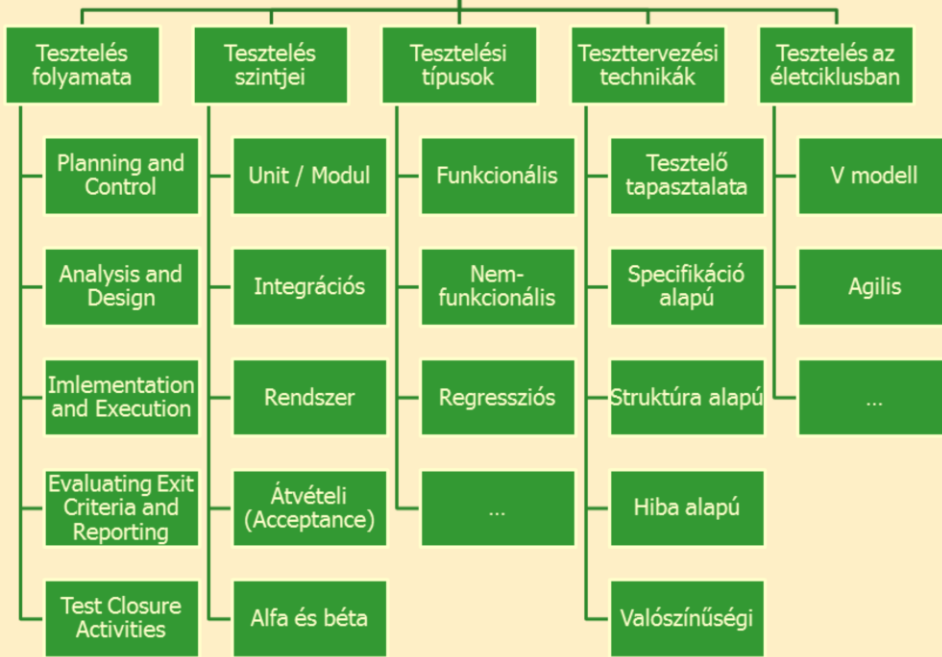 Tesztelés
folyamata
Planning and
Control
Analysis and
Design
Imlementation
and Execution
Evaluating Exit
Criteria and
Reporting
Test Closure
Activities
Tesztelés
szintjei
Unit / Modul
Integrációs
Rendszer
Átvételi
(Acceptance)
Alfa és béta
Tesztelési
típusok
Funkcionális
Nem-
funkcionális
Regressziós
...
Teszttervezési
technikák
Tesztelő
tapasztalata
Specifikáció
alapú
Struktúra alapú
Hiba alapú
Valószínűségi
Tesztelés az
életciklusban
V modell
Agilis
...